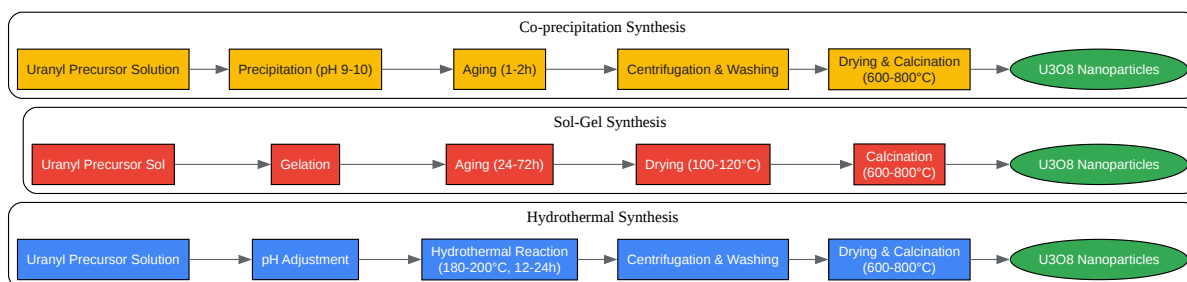 Co-precipitation Synthesis
Uranyl Precursor Solution
Precipitation (pH 9-10)
Aging (1-2h)
Centrifugation & Washing
Drying & Calcination
(600-800°C)
U3O8 Nanoparticles
Sol-Gel Synthesis
Uranyl Precursor Sol
Gelation
Aging (24-72h)
Drying (100-120°C)
Calcination
(600-800°C)
U3O8 Nanoparticles
Hydrothermal Synthesis
Uranyl Precursor Solution
pH Adjustment
Hydrothermal Reaction
(180-200°C, 12-24h)
Centrifugation & Washing
Drying & Calcination
(600-800°C)
U3O8 Nanoparticles